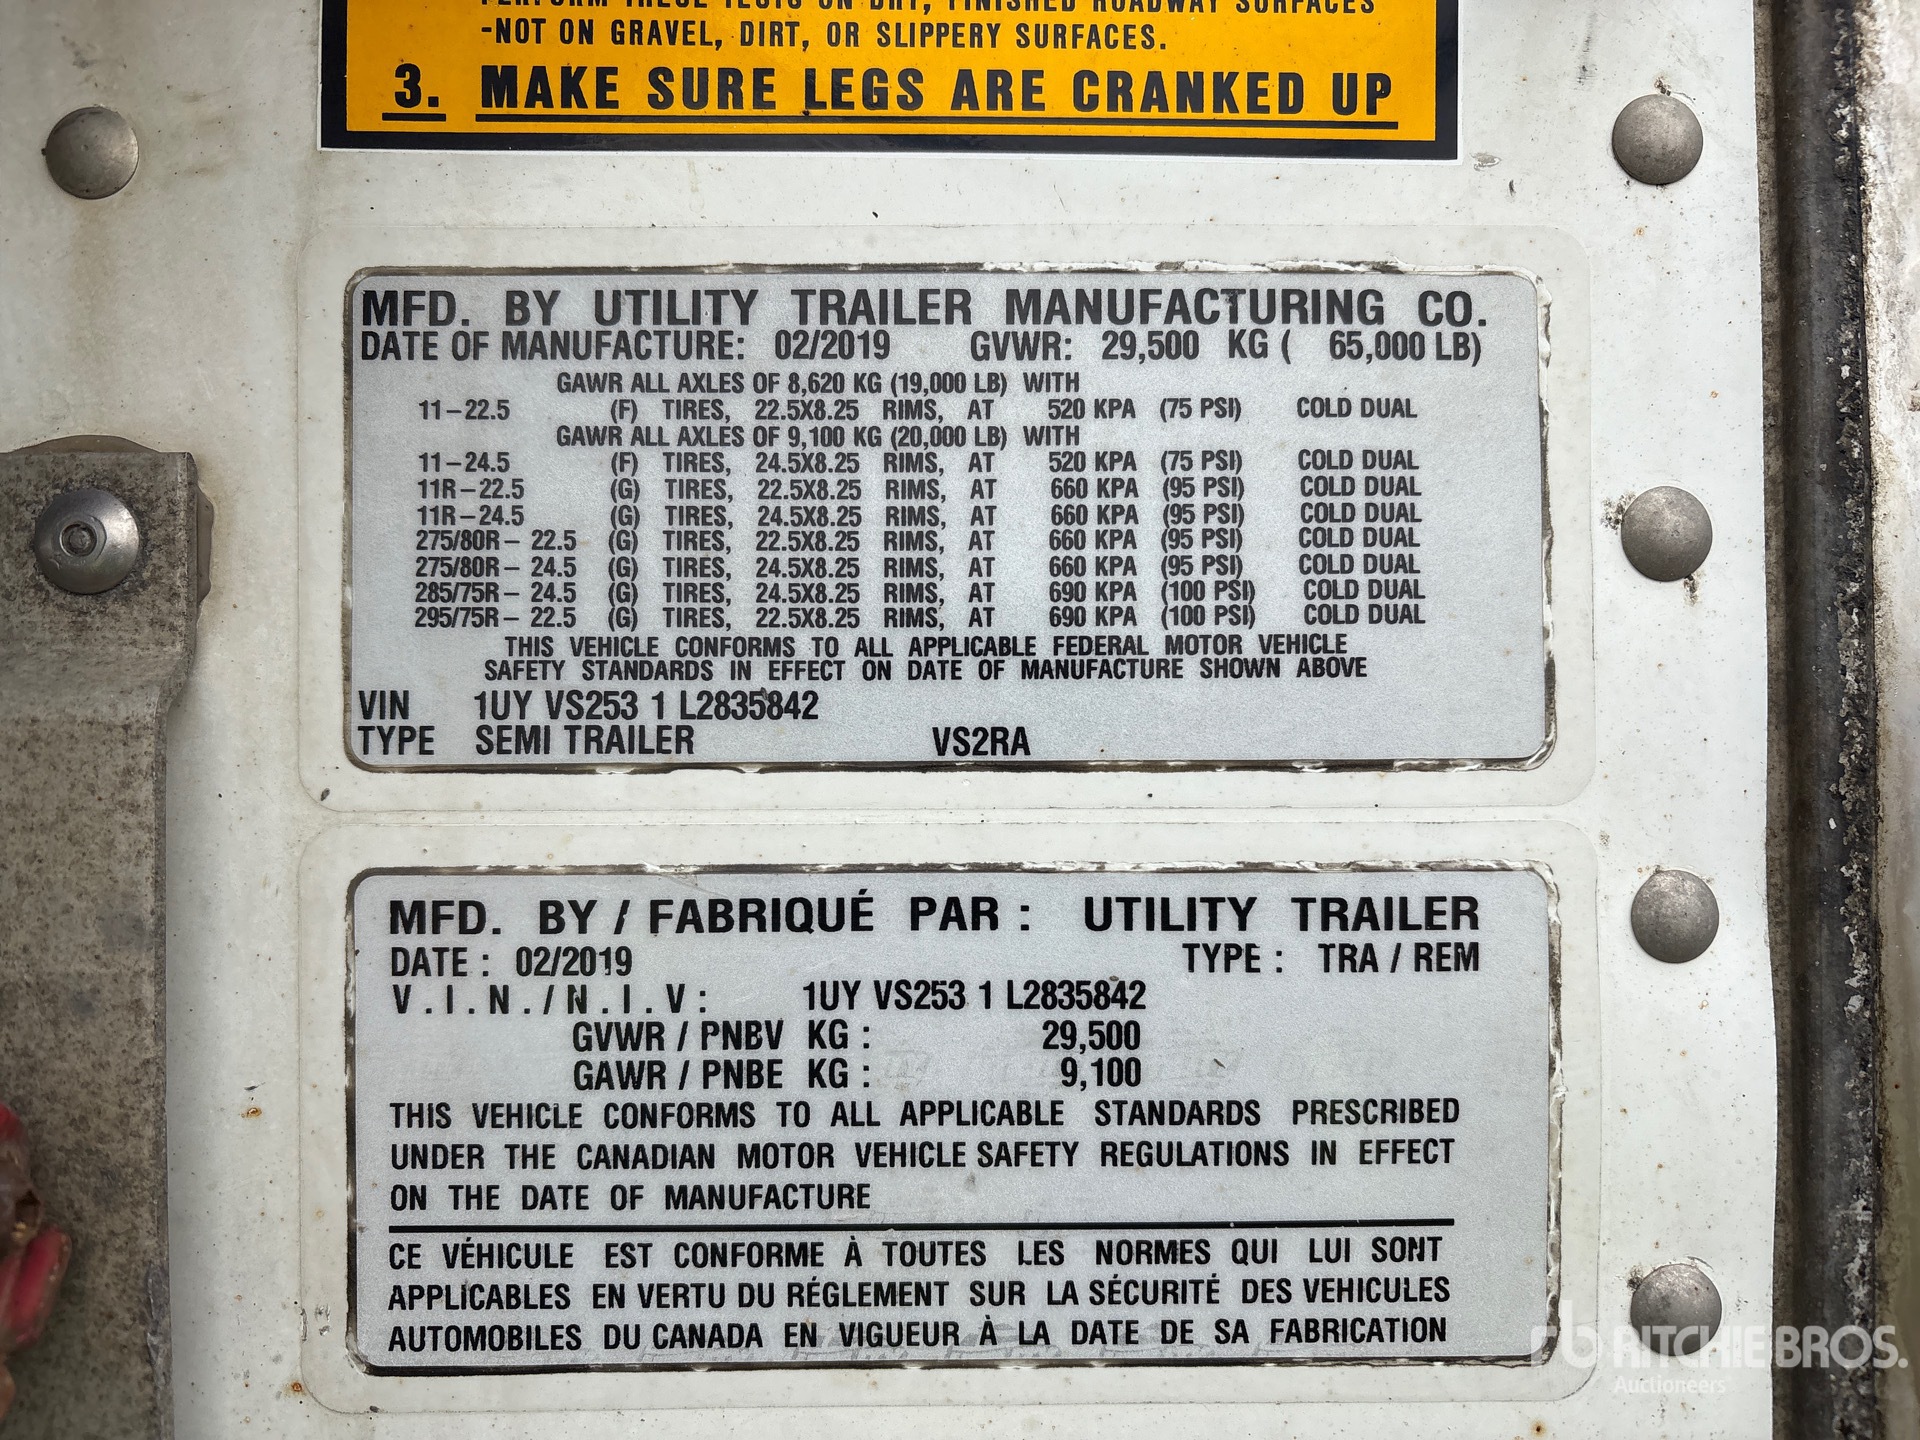 PERFORM THESE TESTS ON DRY, FINISHED ROADWAY SURFACES
-NOT ON GRAVEL, DIRT, OR SLIPPERY SURFACES.
3. MAKE SURE LEGS ARE CRANKED UP
MFD. BY UTILITY TRAILER MANUFACTURING CO.
DATE OF MANUFACTURE: 02/2019 GVWR: 29,500 KG ( 65,000 LB)
GAWR ALL AXLES OF 8,620 KG (19,000 LB) WITH
11-22.5 (F) TIRES, 22.5X8.25 RIMS, AT 520 KPA (75 PSI) COLD DUAL
GAWR ALL AXLES OF 9,100 KG (20,000 LB) WITH
11-24.5 (F) TIRES, 24.5X8.25 RIMS, AT 520 KPA (75 PSI) COLD DUAL
11R-22.5 (G) TIRES, 22.5X8.25 RIMS, AT 660 KPA (95 PSI) COLD DUAL
11R-24.5 (G) TIRES, 24.5X8.25 RIMS, AT 660 KPA (95 PSI) COLD DUAL
275/80R- 22.5 (G) TIRES, 22.5X8.25 RIMS, AT 660 KPA (95 PSI) COLD DUAL
275/80R- 24.5 (G) TIRES, 24.5X8.25 RIMS, AT 660 KPA (95 PSI) COLD DUAL
285/75R- 24.5 (G) TIRES, 24.5X8.25 RIMS, AT 690 KPA (100 PSI) COLD DUAL
295/75R- 22.5 (G) TIRES, 22.5X8.25 RIMS, AT 690 KPA (100 PSI) COLD DUAL
THIS VEHICLE CONFORMS TO ALL APPLICABLE FEDERAL MOTOR VEHICLE
SAFETY STANDARDS IN EFFECT ON DATE OF MANUFACTURE SHOWN ABOVE
VIN 1UY VS253 1 L2835842
TYPE SEMI TRAILER VS2RA
MFD. BY / FABRIQUÉ PAR : UTILITY TRAILER
DATE : 02/2019 TYPE : TRA / REM
V.I.N./N.I.V: 1UY VS253 1 L2835842
GVWR / PNBV KG : 29,500
GAWR / PNBE KG : 9,100
THIS VEHICLE CONFORMS TO ALL APPLICABLE STANDARDS PRESCRIBED
UNDER THE CANADIAN MOTOR VEHICLE SAFETY REGULATIONS IN EFFECT
ON THE DATE OF MANUFACTURE
CE VÉHICULE EST CONFORME À TOUTES LES NORMES QUI LUI SONT
APPLICABLES EN VERTU DU RÉGLEMENT SUR LA SÉCURITÉ DES VEHICULES
AUTOMOBILES DU CANADA EN VIGUEUR À LA DATE DE SA FABRICATION
rb RITCHIE BROS.
Auctioneers